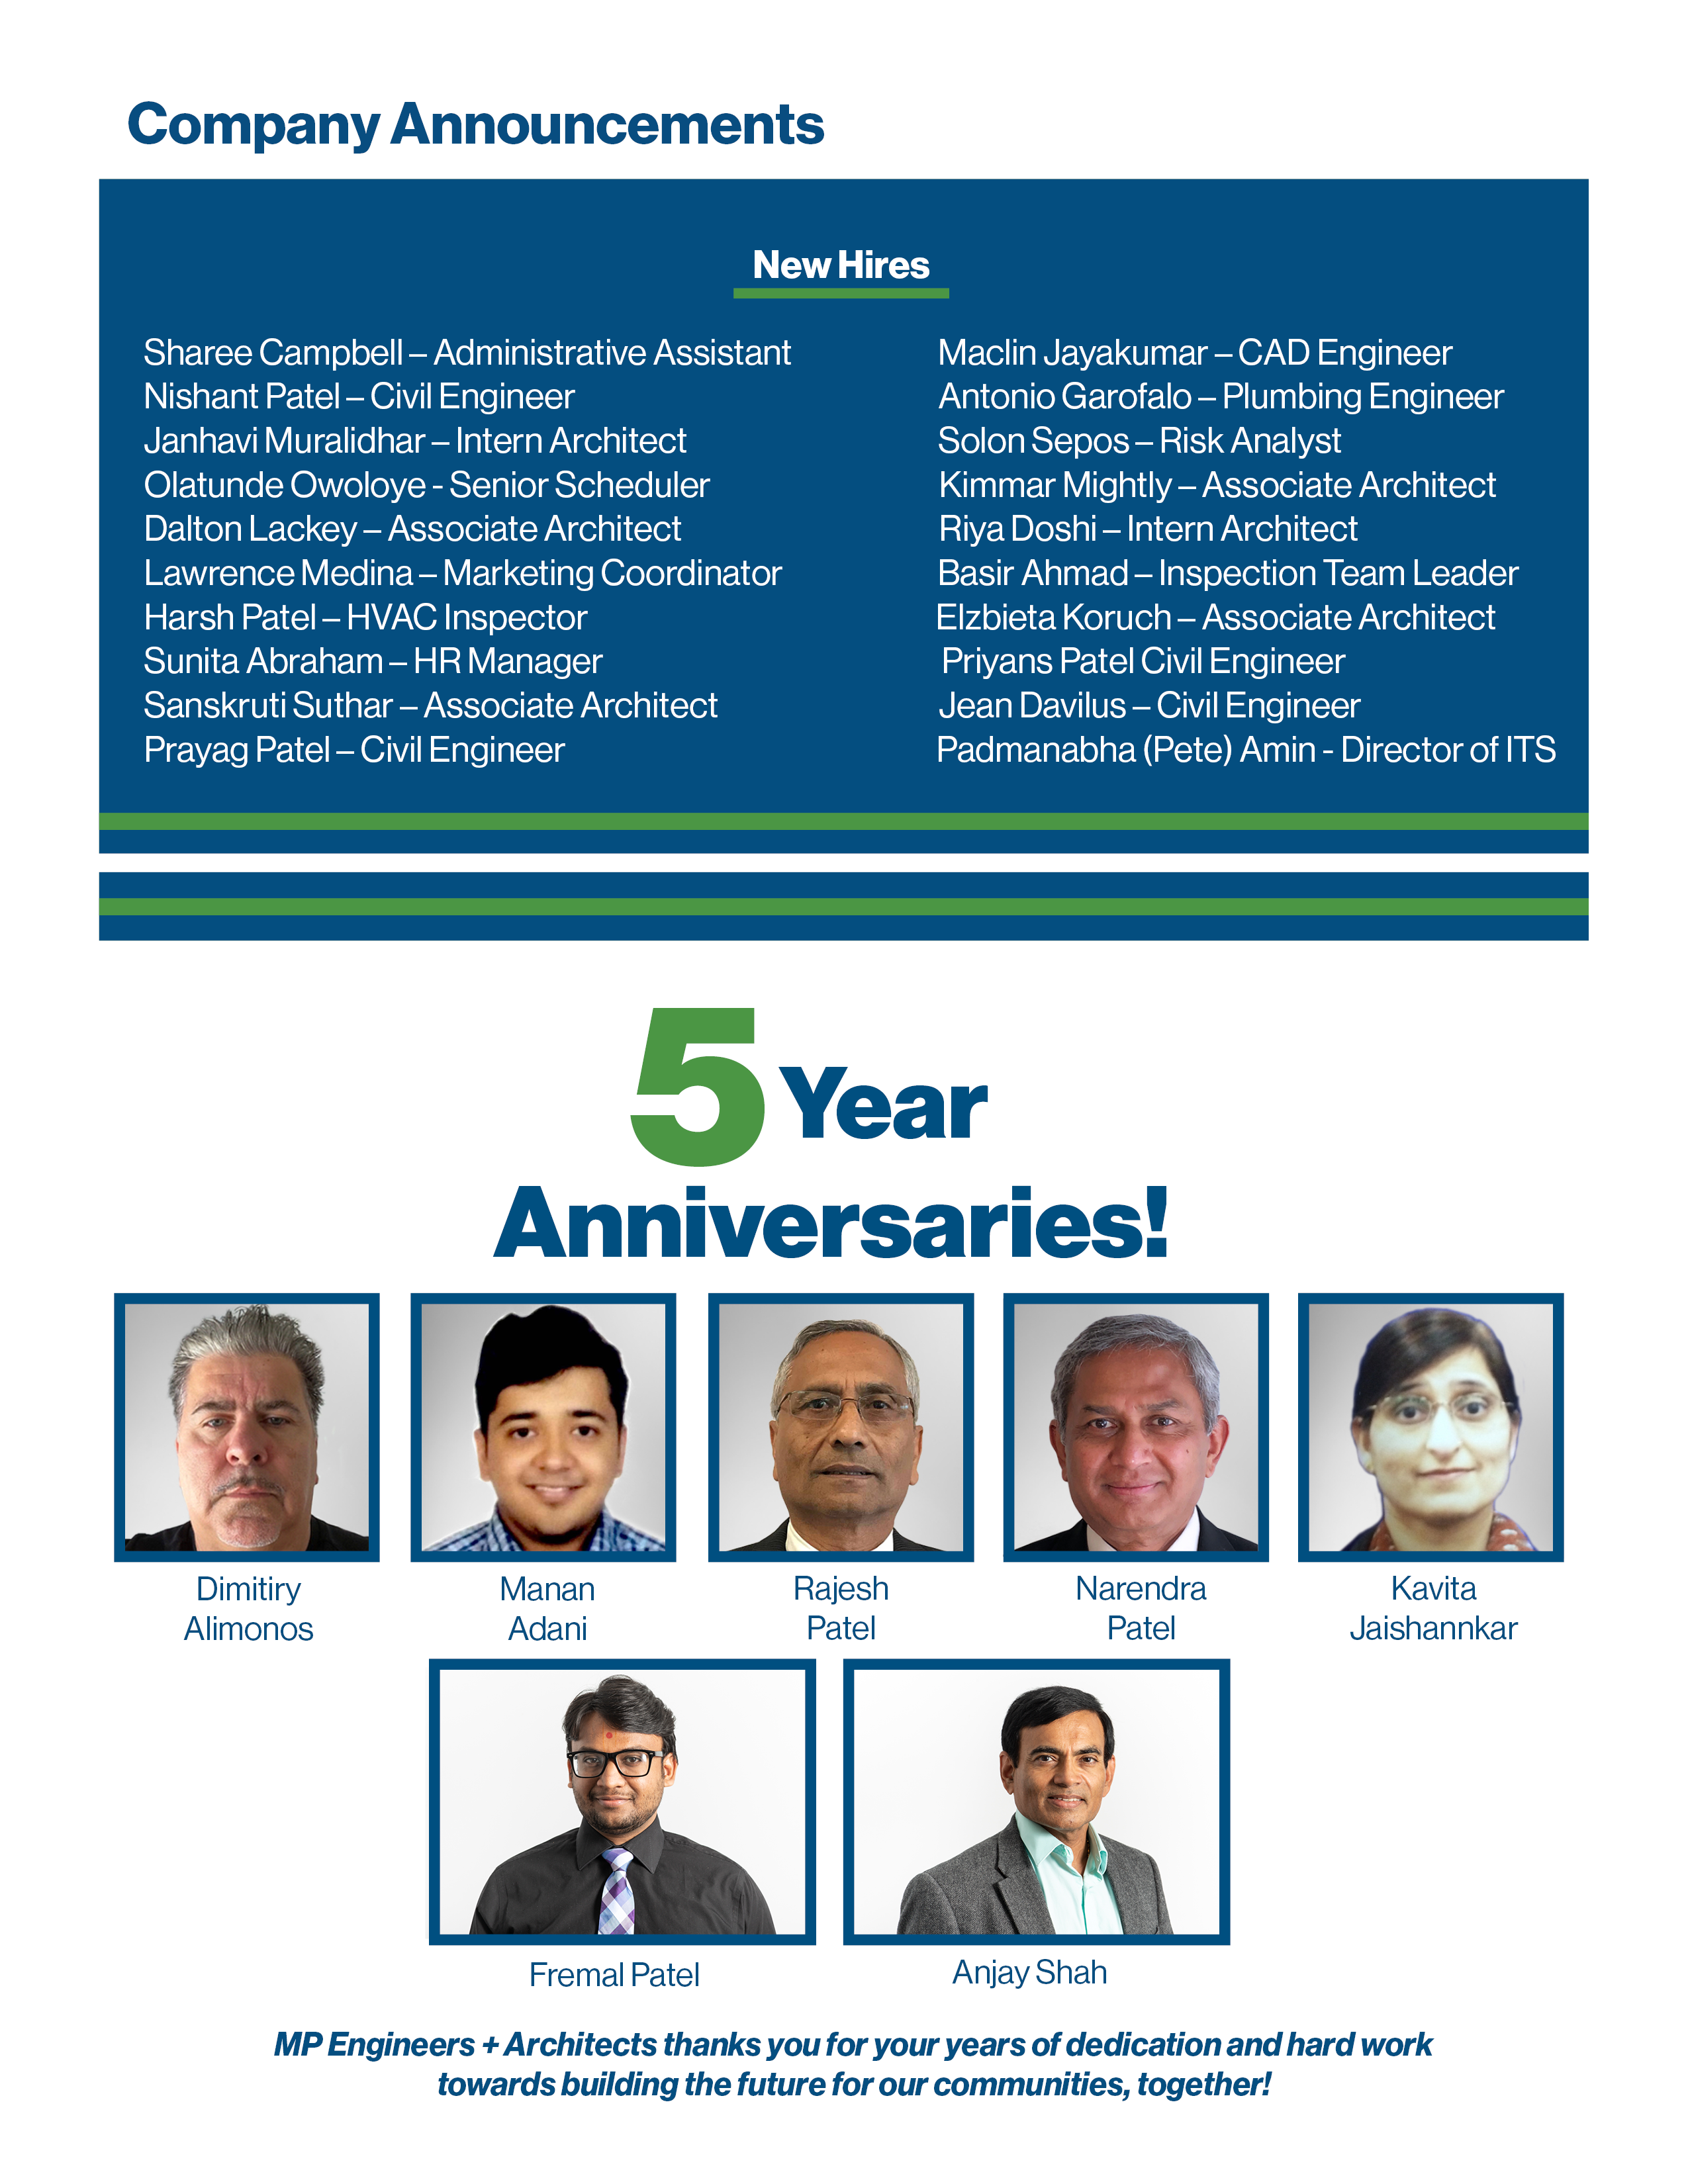 Company Announcements
New Hires
Sharee Campbell – Administrative Assistant
Nishant Patel – Civil Engineer
Janhavi Muralidhar – Intern Architect
Olatunde Owoloye - Senior Scheduler
Dalton Lackey – Associate Architect
Lawrence Medina – Marketing Coordinator
Harsh Patel – HVAC Inspector
Sunita Abraham – HR Manager
Sanskruti Suthar – Associate Architect
Prayag Patel – Civil Engineer
Maclin Jayakumar – CAD Engineer
Antonio Garofalo – Plumbing Engineer
Solon Sepos – Risk Analyst
Kimmar Mightly – Associate Architect
Riya Doshi – Intern Architect
Basir Ahmad – Inspection Team Leader
Elzbieta Koruch – Associate Architect
Priyans Patel Civil Engineer
Jean Davilus – Civil Engineer
Padmanabha (Pete) Amin - Director of ITS
5 Year
Anniversaries!
Dimitiry
Alimonos
Manan
Adani
Rajesh
Patel
Narendra
Patel
Kavita
Jaishannkar
Fremal Patel
Anjay Shah
MP Engineers + Architects thanks you for your years of dedication and hard work
towards building the future for our communities, together!